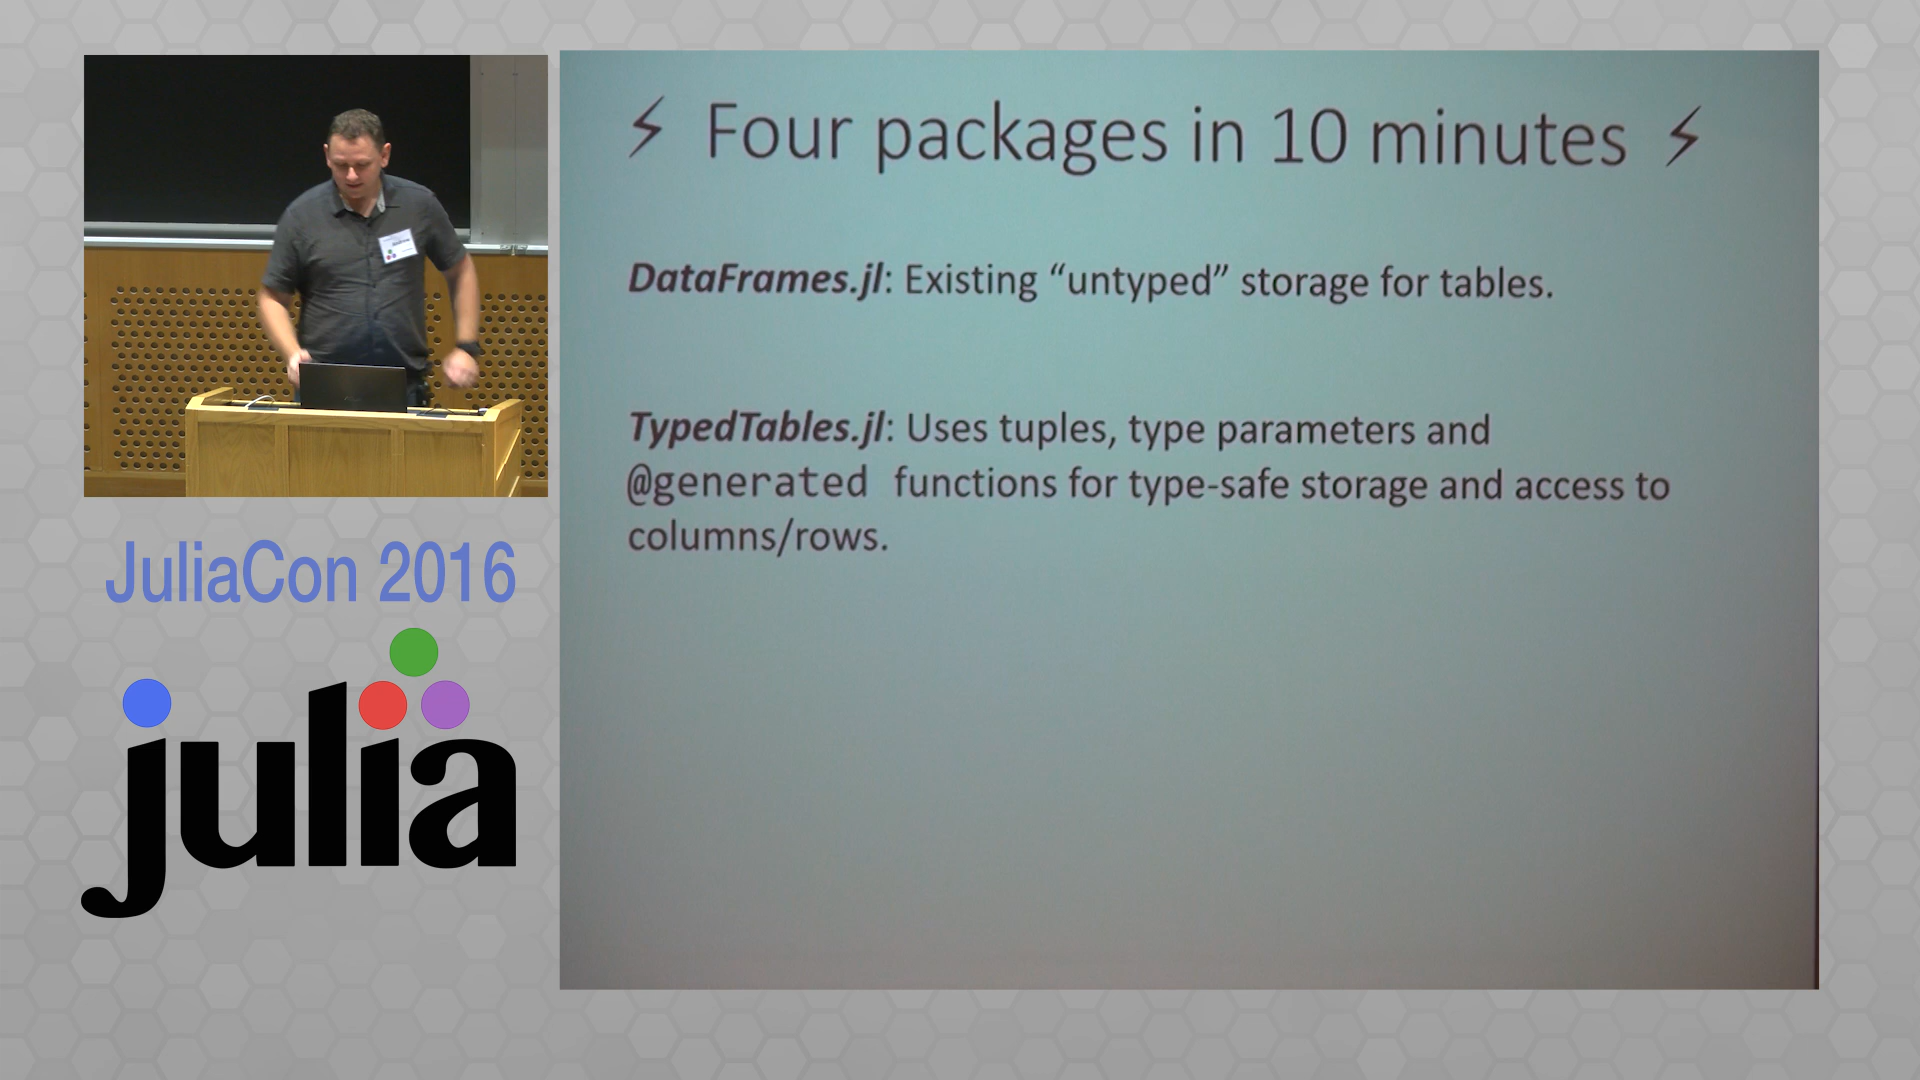 ⚡ Four packages in 10 minutes ⚡
DataFrames.jl: Existing “untyped” storage for tables.
TypedTables.jl: Uses tuples, type parameters and
@generated functions for type-safe storage and access to
columns/rows.
JuliaCon 2016
julia